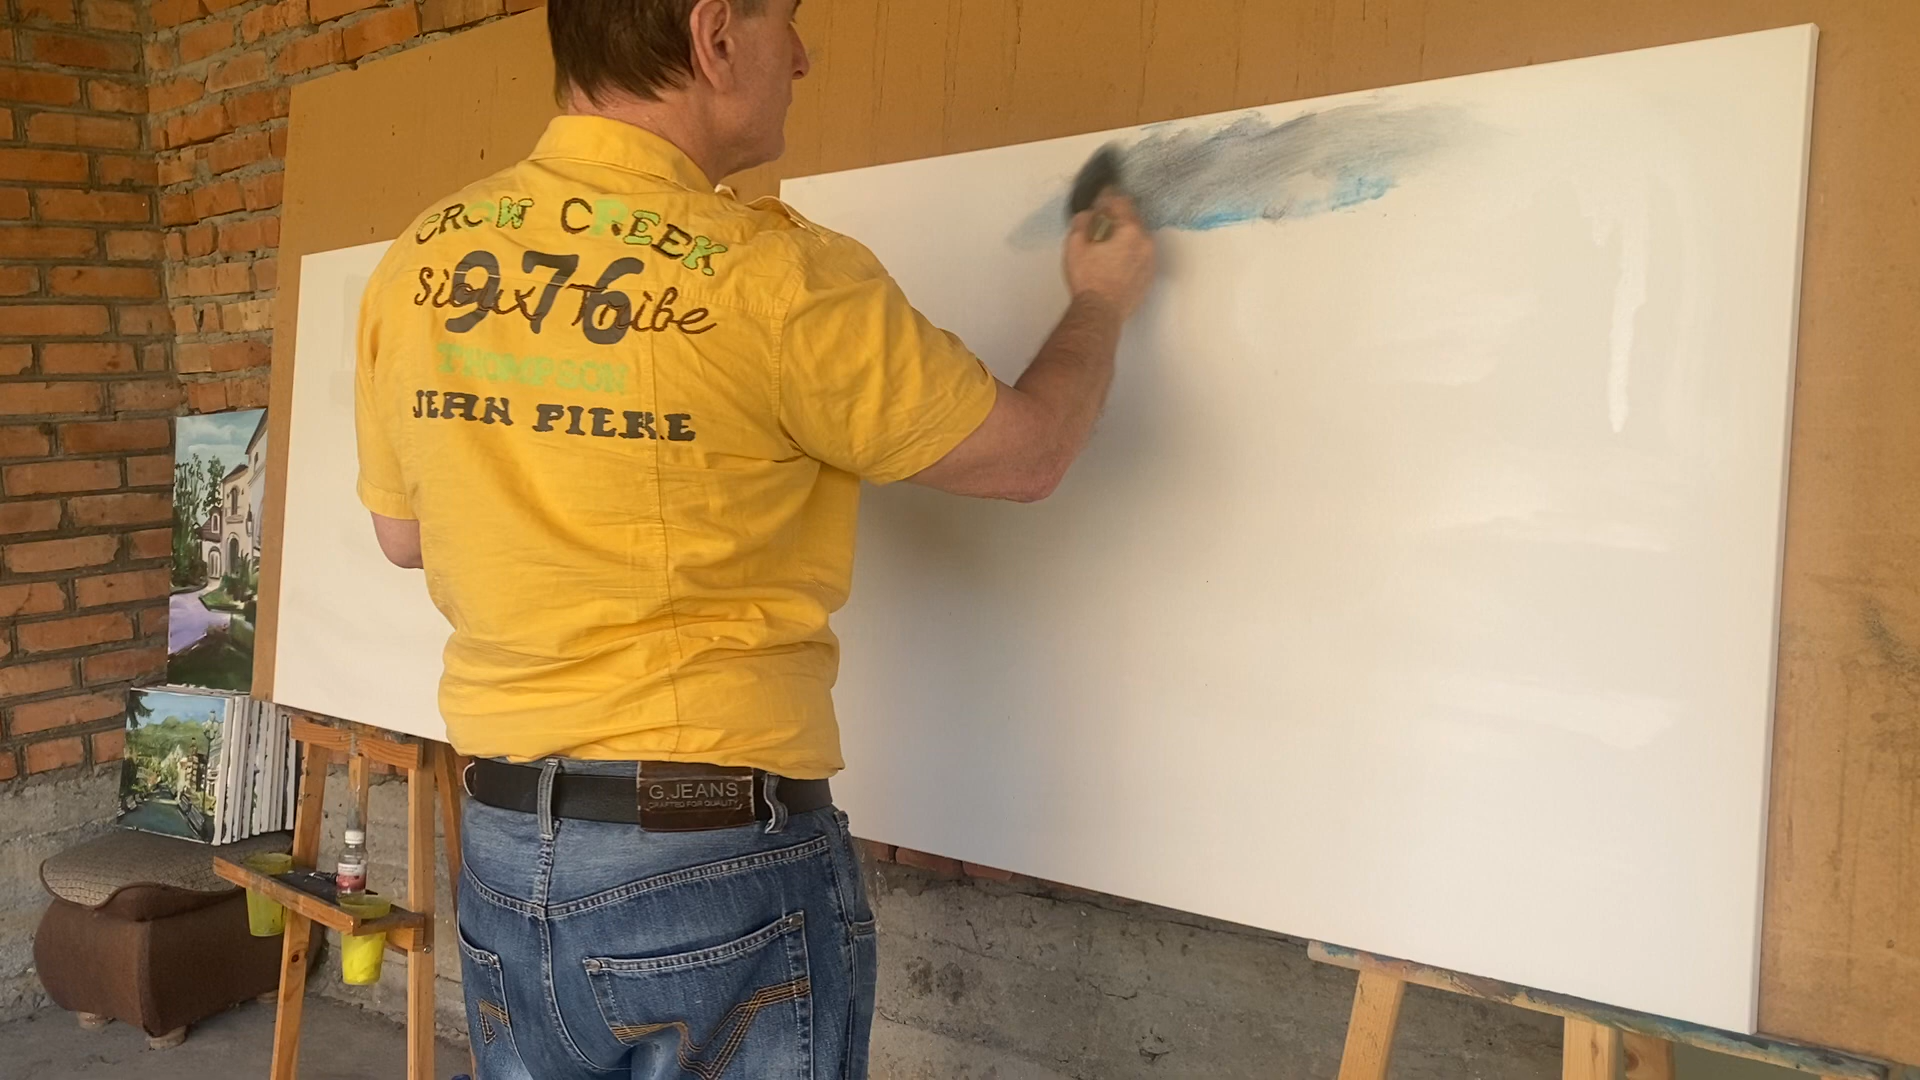 CROW CREEK
976
Sioux Tribe
THOMPSON
JEAN PIERE
G.JEANS
CRAFTED FOR QUALITY